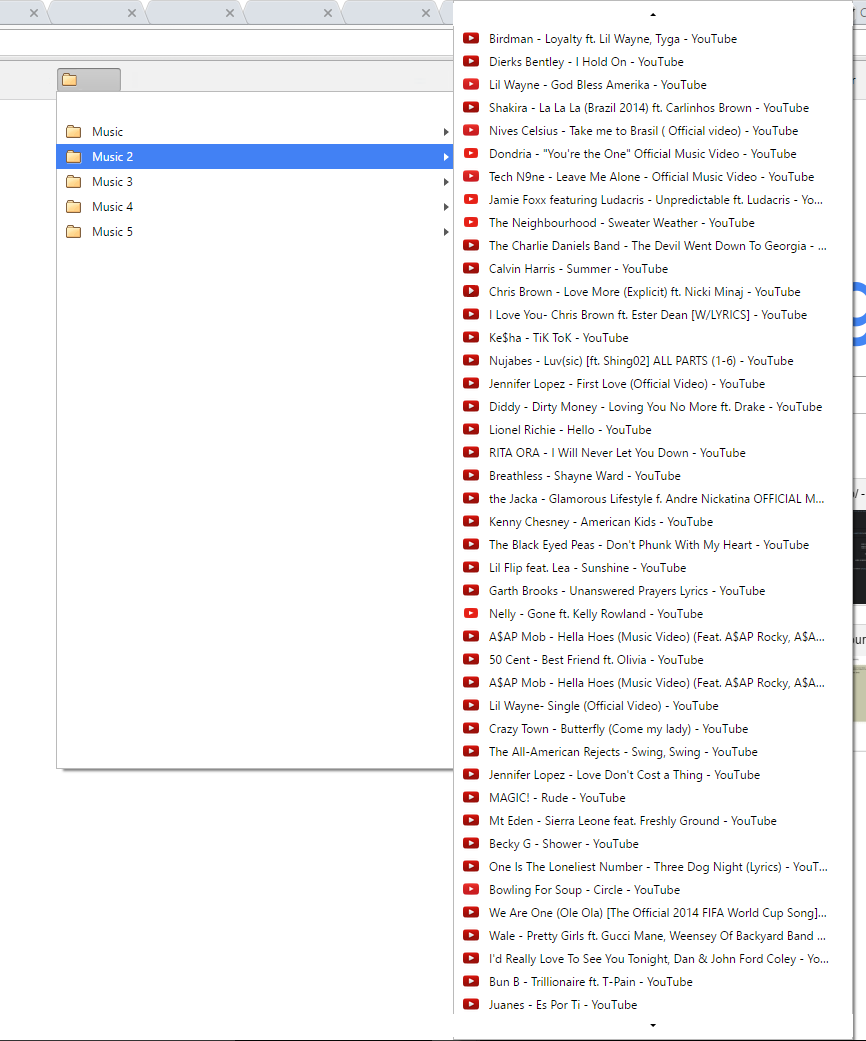 Music
Music 2
Music 3
Music 4
Music 5
Birdman - Loyalty ft. Lil Wayne, Tyga - YouTube
Dierks Bentley - I Hold On - YouTube
Lil Wayne - God Bless Amerika - YouTube
Shakira - La La La (Brazil 2014) ft. Carlinhos Brown - YouTube
Nives Celsius - Take me to Brasil ( Official video) - YouTube
Dondria - "You're the One" Official Music Video - YouTube
Tech N9ne - Leave Me Alone - Official Music Video - YouTube
Jamie Foxx featuring Ludacris - Unpredictable ft. Ludacris - Yo...
The Neighbourhood - Sweater Weather - YouTube
The Charlie Daniels Band - The Devil Went Down To Georgia - ...
Calvin Harris - Summer - YouTube
Chris Brown - Love More (Explicit) ft. Nicki Minaj - YouTube
I Love You- Chris Brown ft. Ester Dean [W/LYRICS] - YouTube
Ke$ha - TiK ToK - YouTube
Nujabes - Luv(sic) [ft. Shing02] ALL PARTS (1-6) - YouTube
Jennifer Lopez - First Love (Official Video) - YouTube
Diddy - Dirty Money - Loving You No More ft. Drake - YouTube
Lionel Richie - Hello - YouTube
RITA ORA - I Will Never Let You Down - YouTube
Breathless - Shayne Ward - YouTube
the Jacka - Glamorous Lifestyle f. Andre Nickatina OFFICIAL M...
Kenny Chesney - American Kids - YouTube
The Black Eyed Peas - Don't Phunk With My Heart - YouTube
Lil Flip feat. Lea - Sunshine - YouTube
Garth Brooks - Unanswered Prayers Lyrics - YouTube
Nelly - Gone ft. Kelly Rowland - YouTube
A$AP Mob - Hella Hoes (Music Video) (Feat. A$AP Rocky, A$A...
50 Cent - Best Friend ft. Olivia - YouTube
A$AP Mob - Hella Hoes (Music Video) (Feat. A$AP Rocky, A$A...
Lil Wayne- Single (Official Video) - YouTube
Crazy Town - Butterfly (Come my lady) - YouTube
The All-American Rejects - Swing, Swing - YouTube
Jennifer Lopez - Love Don't Cost a Thing - YouTube
MAGIC! - Rude - YouTube
Mt Eden - Sierra Leone feat. Freshly Ground - YouTube
Becky G - Shower - YouTube
One Is The Loneliest Number - Three Dog Night (Lyrics) - YouT...
Bowling For Soup - Circle - YouTube
We Are One (Ole Ola) [The Official 2014 FIFA World Cup Song]...
Wale - Pretty Girls ft. Gucci Mane, Weensey Of Backyard Band ...
I'd Really Love To See You Tonight, Dan & John Ford Coley - Yo...
Bun B - Trillionaire ft. T-Pain - YouTube
Juanes - Es Por Ti - YouTube